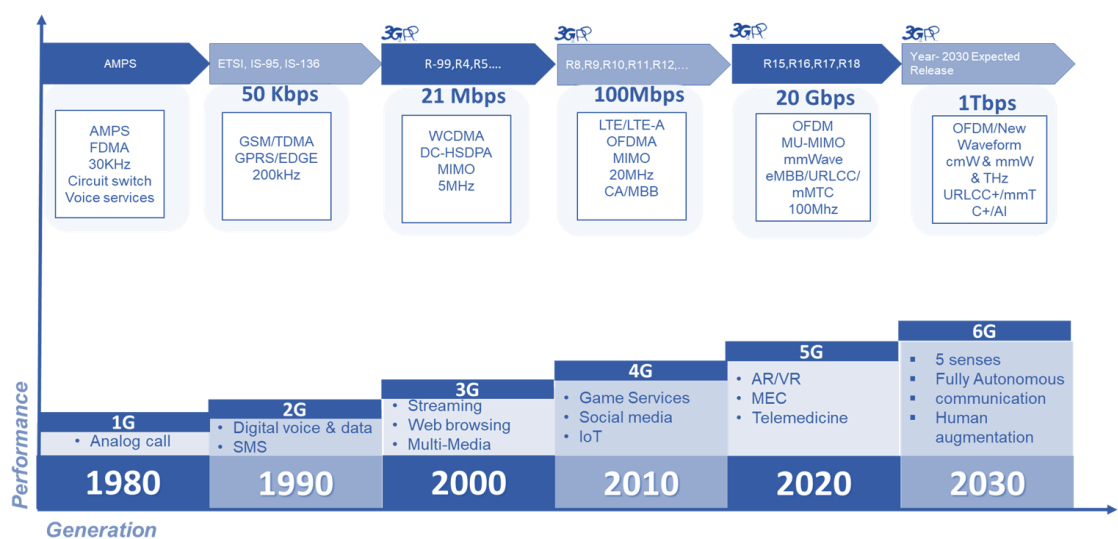 3GPP
3GPP
3GPP
3GPP
AMPS
ETSI, IS-95, IS-136
R-99,R4,R5....
R8,R9,R10,R11,R12,...
R15,R16,R17,R18
Year- 2030 Expected
Release
50 Kbps
21 Mbps
100Mbps
20 Gbps
1Tbps
AMPS
FDMA
30KHz
Circuit switch
Voice services
GSM/TDMA
GPRS/EDGE
200kHz
WCDMA
DC-HSDPA
MIMO
5MHz
LTE/LTE-A
OFDMA
MIMO
20MHz
CA/MBB
OFDM
MU-MIMO
mmWave
eMBB/URLCC/
mMTC
100Mhz
OFDM/New
Waveform
cmW & mmW
& THz
URLCC+/mmT
C+/AI
1G
• Analog call
2G
• Digital voice & data
• SMS
3G
• Streaming
• Web browsing
• Multi-Media
4G
• Game Services
• Social media
• IoT
5G
• AR/VR
• MEC
• Telemedicine
6G
▪ 5 senses
▪ Fully Autonomous
▪ communication
▪ Human
augmentation
1980
1990
2000
2010
2020
2030
Performance
Generation